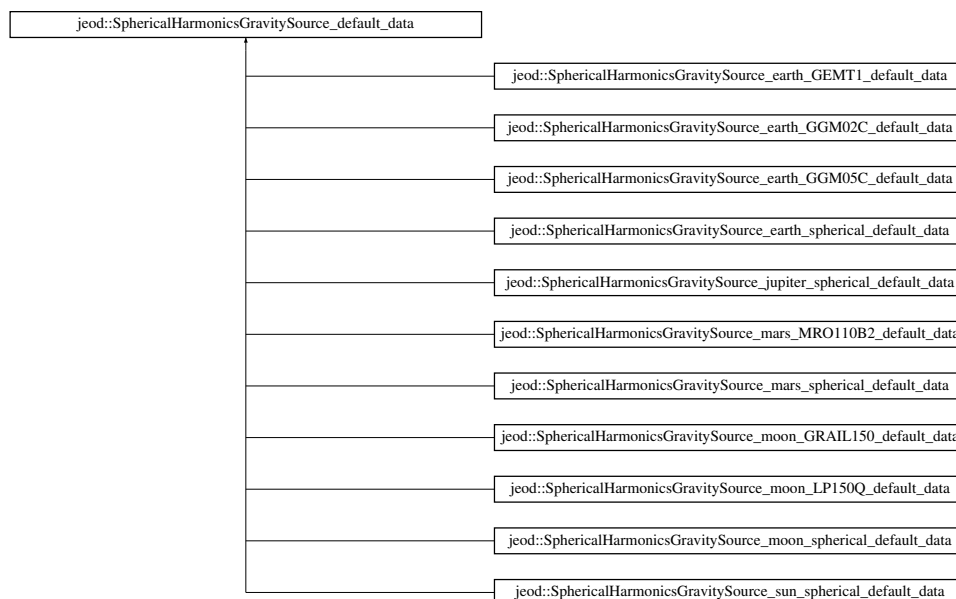 jeod::SphericalHarmonicsGravitySource_default_data
jeod::SphericalHarmonicsGravitySource_earth_GEMT1_default_data
jeod::SphericalHarmonicsGravitySource_earth_GGM02C_default_data
jeod::SphericalHarmonicsGravitySource_earth_GGM05C_default_data
jeod::SphericalHarmonicsGravitySource_earth_spherical_default_data
jeod::SphericalHarmonicsGravitySource_jupiter_spherical_default_data
jeod::SphericalHarmonicsGravitySource_mars_MRO110B2_default_data
jeod::SphericalHarmonicsGravitySource_mars_spherical_default_data
jeod::SphericalHarmonicsGravitySource_moon_GRAIL150_default_data
jeod::SphericalHarmonicsGravitySource_moon_LP150Q_default_data
jeod::SphericalHarmonicsGravitySource_moon_spherical_default_data
jeod::SphericalHarmonicsGravitySource_sun_spherical_default_data